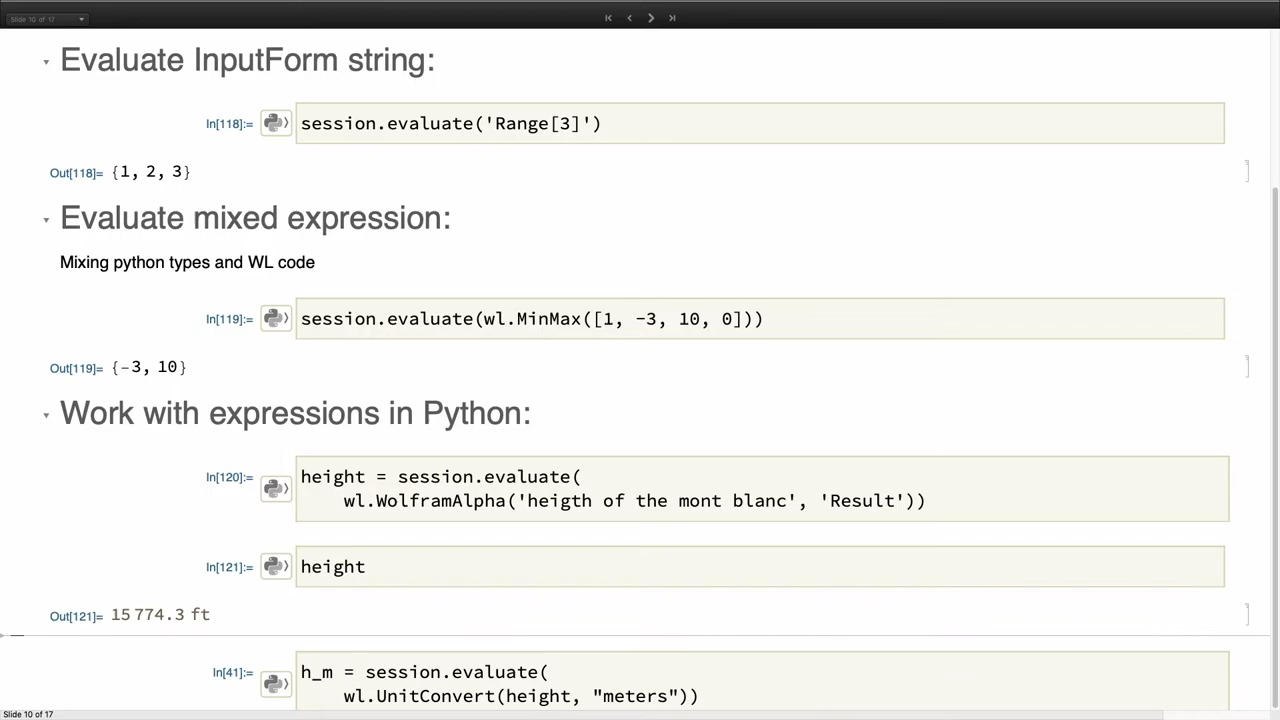 Slide 10 of 17
Evaluate InputForm string:
In[118]:= session.evaluate('Range[3]')
Out[118]= {1, 2, 3}
Evaluate mixed expression:
Mixing python types and WL code
In[119]:= session.evaluate(wl.MinMax([1, -3, 10, 0]))
Out[119]= {-3, 10}
Work with expressions in Python:
In[120]:= height = session.evaluate(
wl.WolframAlpha('heigth of the mont blanc', 'Result'))
In[121]:= height
Out[121]= 15 774.3 ft
In[41]:= h_m = session.evaluate(
wl.UnitConvert(height, "meters"))
Slide 10 of 17